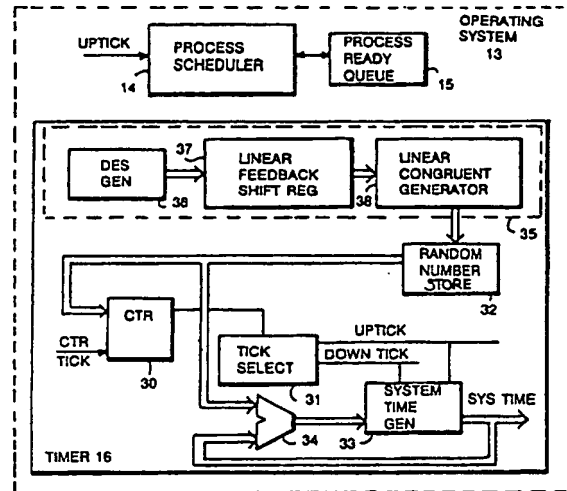 OPERATING
SYSTEM
13
UPTICK
PROCESS
SCHEDULER
14
PROCESS
READY
QUEUE
15
37
DES
GEN
36
LINEAR
FEEDBACK
SHIFT REG
38
LINEAR
CONGRUENT
GENERATOR
35
RANDOM
NUMBER
STORE
32
CTR
CTR
TICK
30
TICK
SELECT
31
UPTICK
DOWN TICK
SYSTEM
TIME
GEN
33
SYS TIME
34
TIMER 16